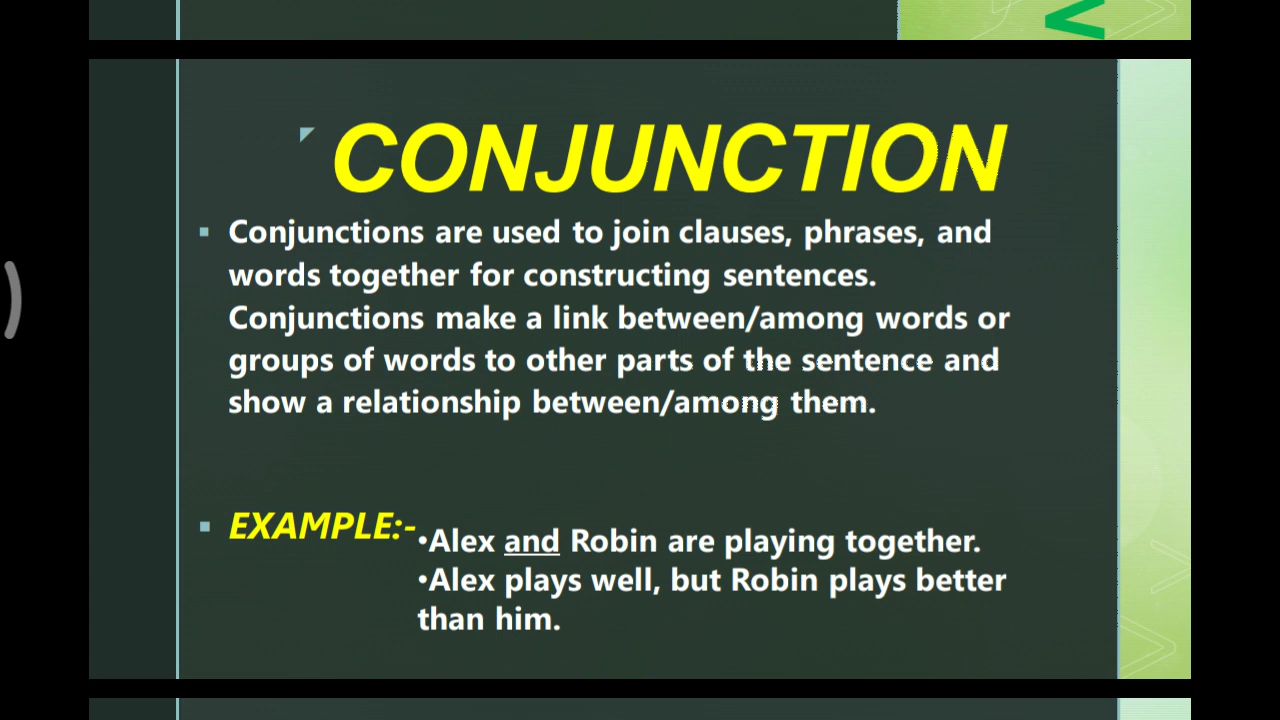 CONJUNCTION
Conjunctions are used to join clauses, phrases, and
words together for constructing sentences.
Conjunctions make a link between/among words or
groups of words to other parts of the sentence and
show a relationship between/among them.
EXAMPLE:-
•Alex and Robin are playing together.
•Alex plays well, but Robin plays better
than him.